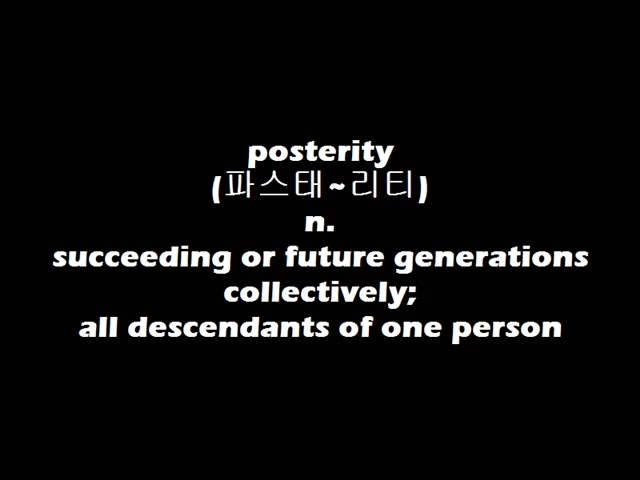 posterity
(파스태~리티)
n.
succeeding or future generations
collectively;
all descendants of one person